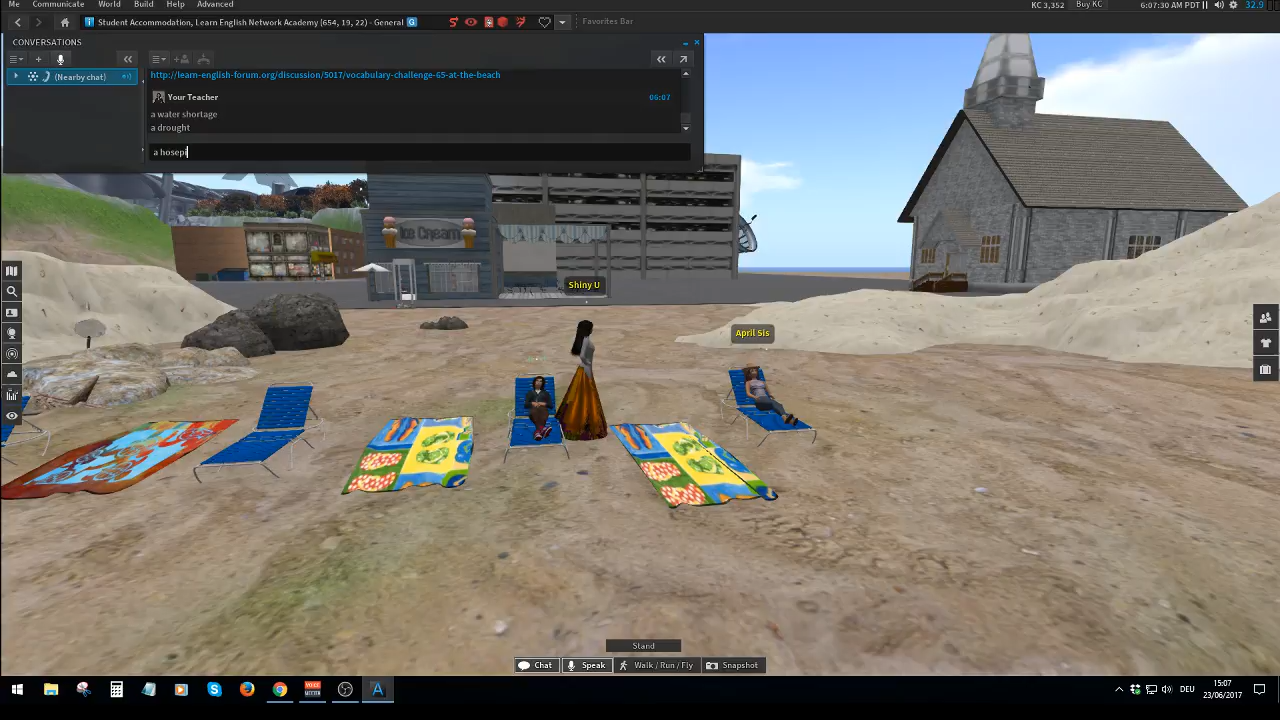 Me Communicate World Build Help
KC 3,352 Buy KC 6:07:30 AM PDT 32.9
Student Accommodation, Learn English Network Academy (654, 19, 22) - General G
Favorites Bar
CONVERSATIONS
(Nearby chat)
http://learn-english-forum.org/discussion/5017/vocabulary-challenge-65-at-the-beach
Your Teacher 06:07
a water shortage
a drought
a hosepi
Ice Cream
Shiny U
April Sis
Stand
Chat Speak Walk / Run / Fly Snapshot
DEU
15:07
23/06/2017